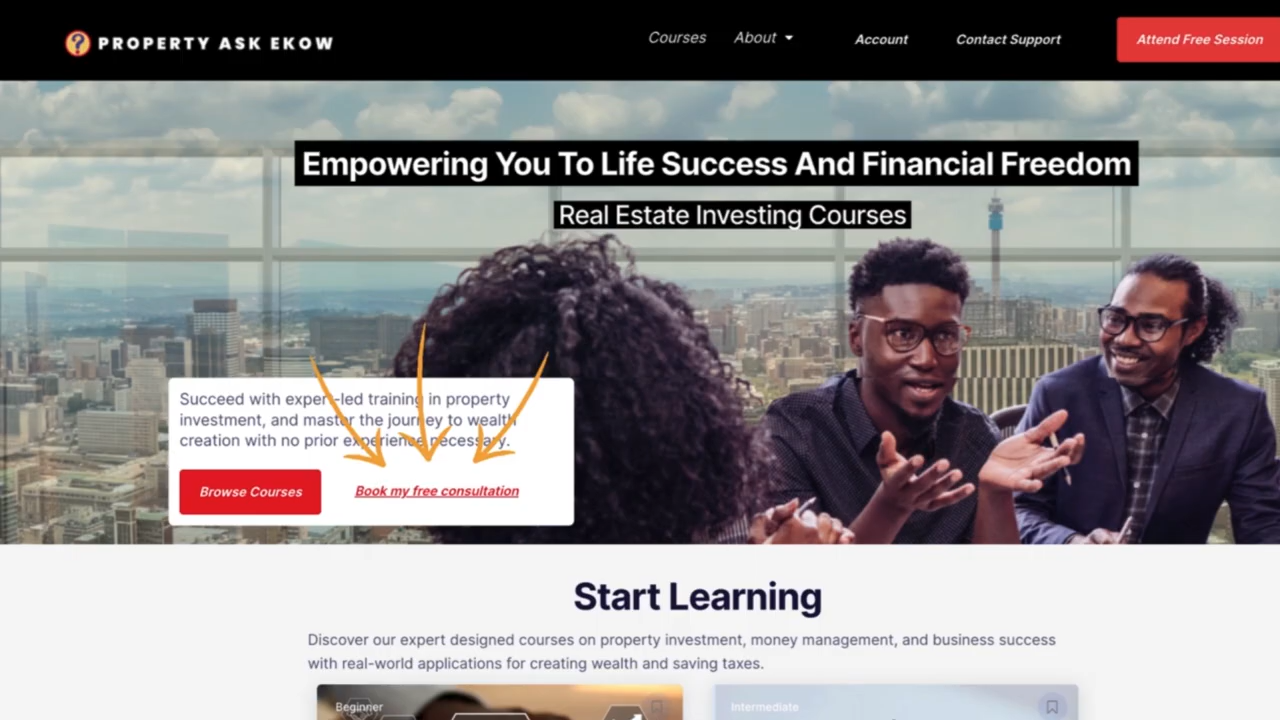 PROPERTY ASK EKOW
Courses
About
Account
Contact Support
Attend Free Session
Empowering You To Life Success And Financial Freedom
Real Estate Investing Courses
Succeed with expert-led training in property
investment, and master the journey to wealth
creation with no prior experience necessary.
Browse Courses
Book my free consultation
Start Learning
Discover our expert designed courses on property investment, money management, and business success
with real-world applications for creating wealth and saving taxes.
Beginner
Intermediate